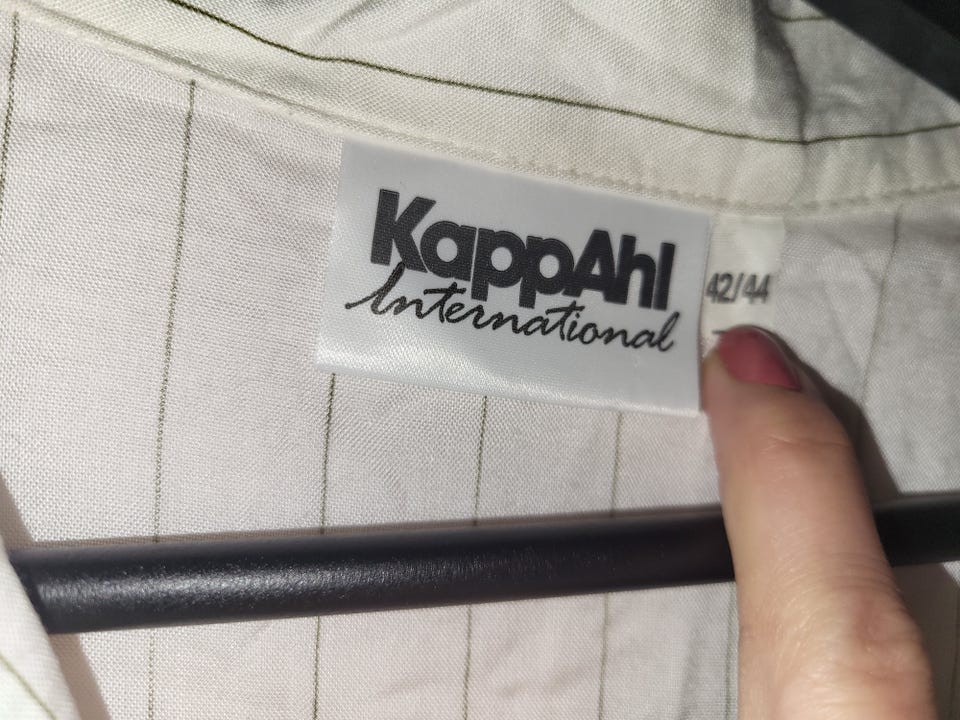 KappAhl
International
42/44